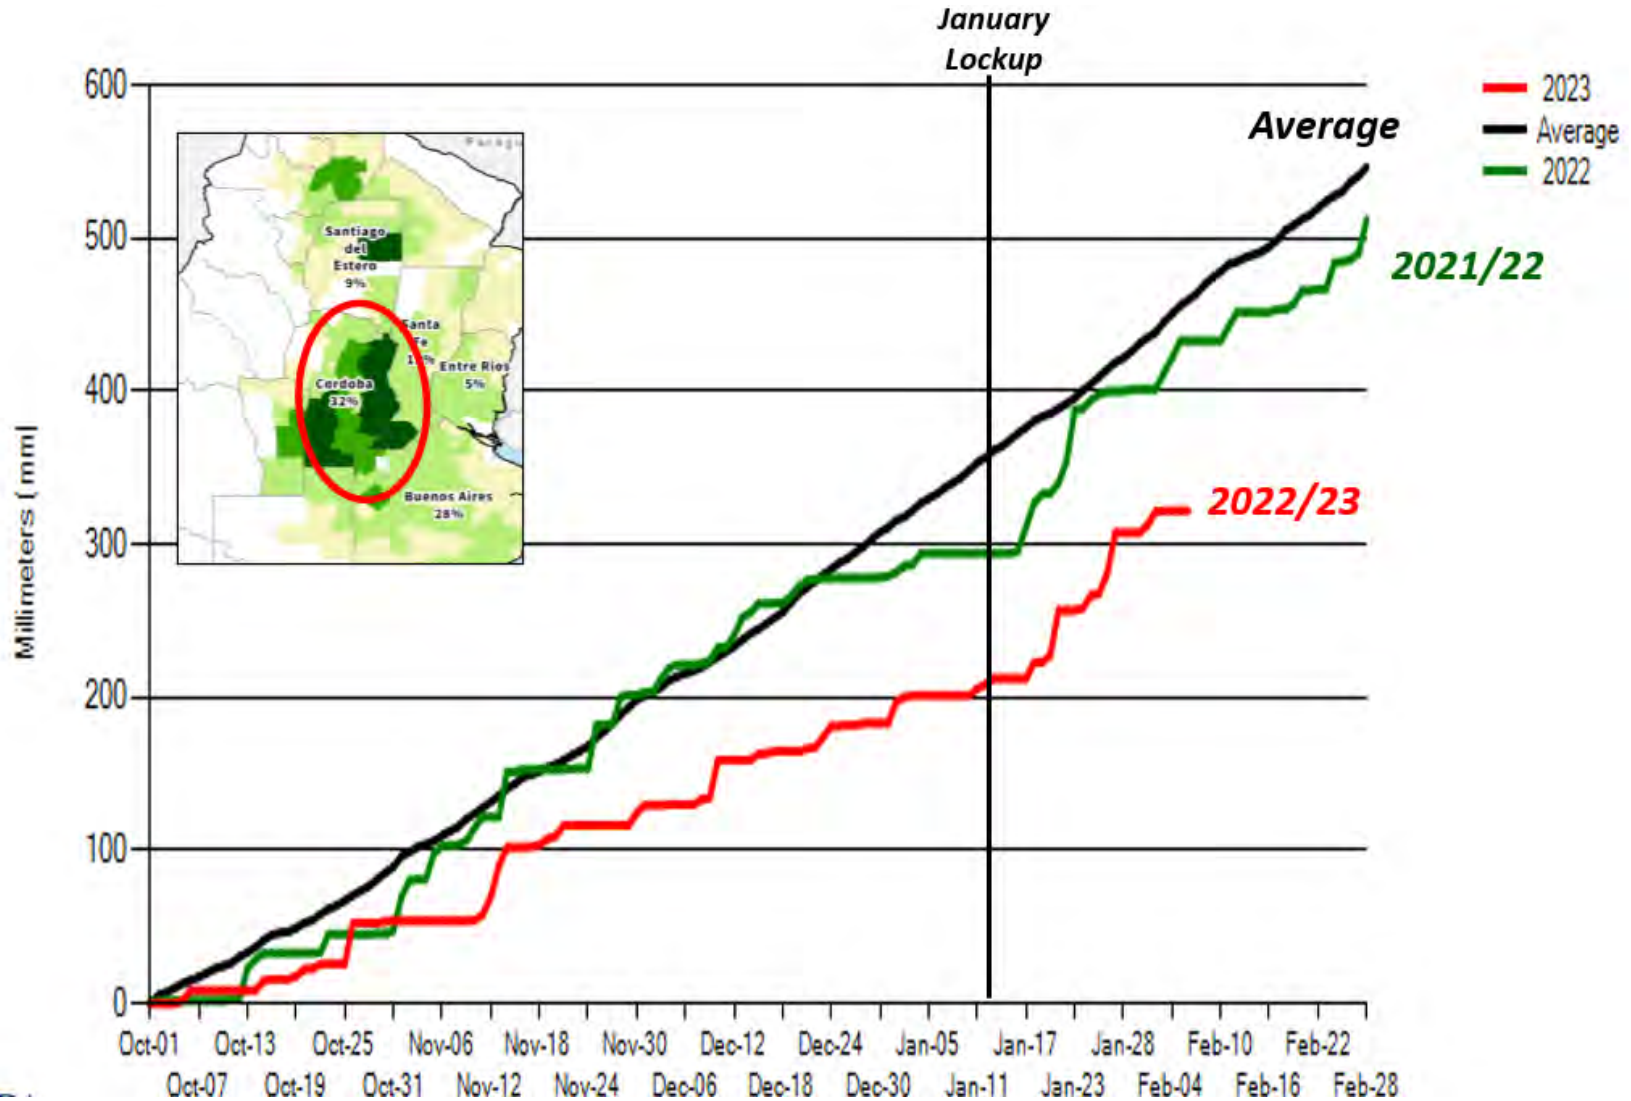 January
Lockup
600
500
400
300
200
100
0
Millimeters ( mm)
2023
Average
2022
Average
2021/22
2022/23
Santiago
del
Estero
9%
Santa
Fe
Cordoba
32%
Entre Rios
5%
Buenos Aires
28%
Oct-01 Oct-13 Oct-25 Nov-06 Nov-18 Nov-30 Dec-12 Dec-24 Jan-05 Jan-17 Jan-28 Feb-10 Feb-22
Oct-07 Oct-19 Oct-31 Nov-12 Nov-24 Dec-06 Dec-18 Dec-30 Jan-11 Jan-23 Feb-04 Feb-16 Feb-28